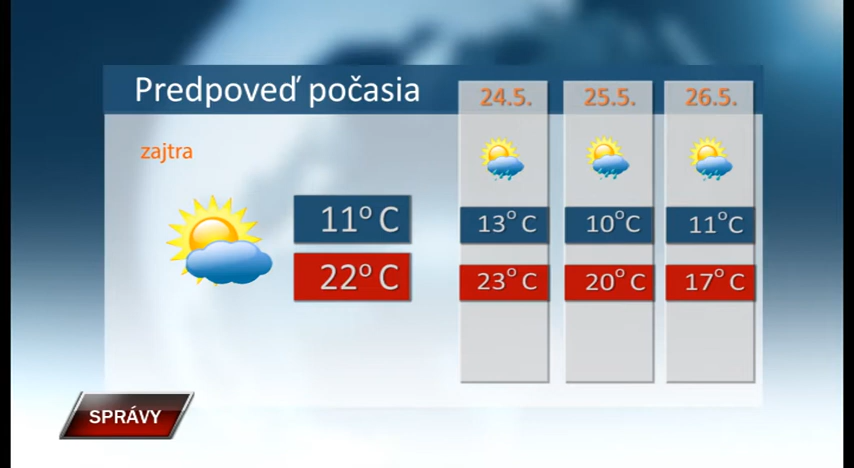 Predpoveď počasia
zajtra
11°C
22°C
24.5. 25.5. 26.5.
13°C 10°C 11°C
23°C 20°C 17°C
SPRÁVY